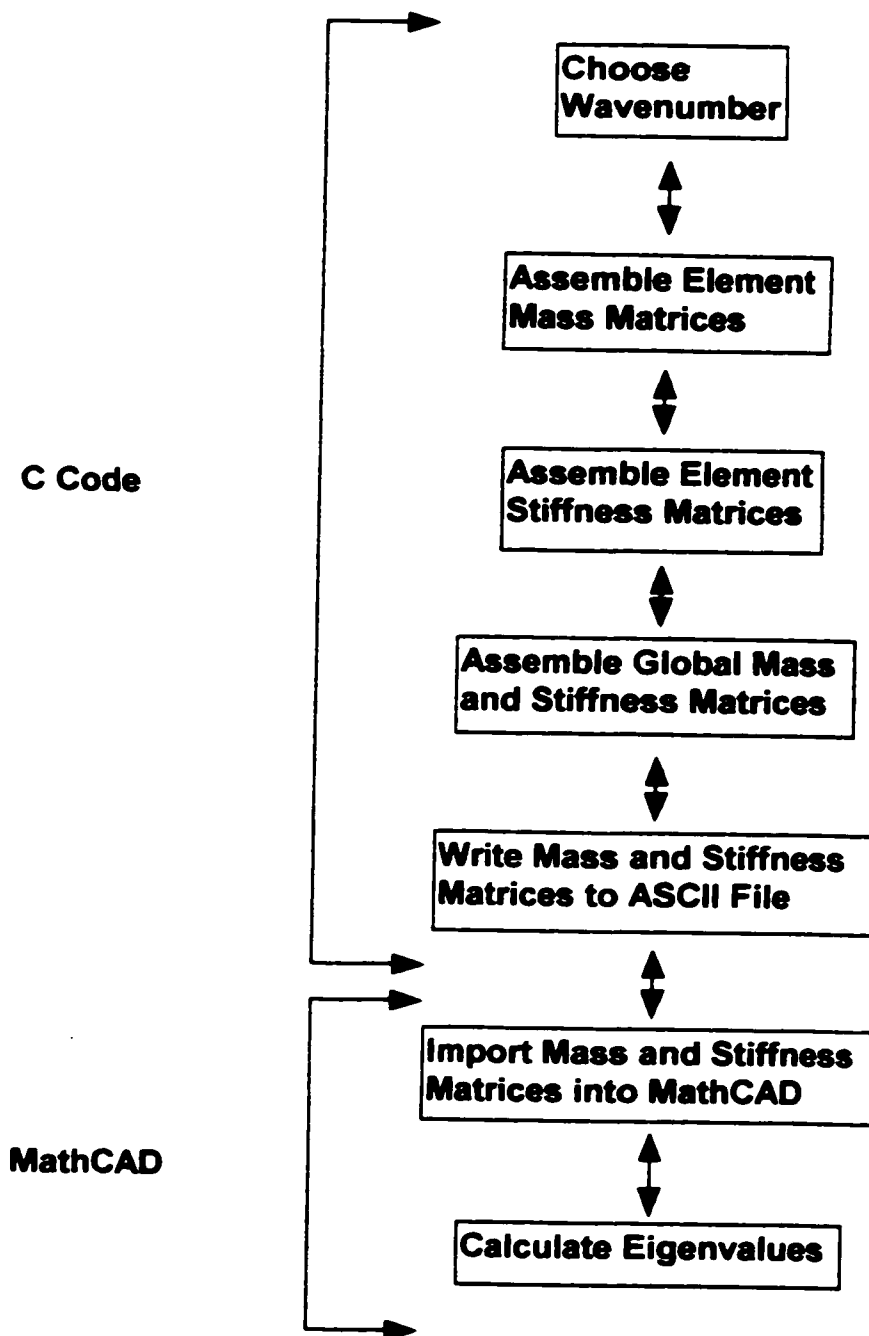 Choose
Wavenumber
Assemble Element
Mass Matrices
C Code
Assemble Element
Stiffness Matrices
Assemble Global Mass
and Stiffness Matrices
Write Mass and Stiffness
Matrices to ASCII File
Import Mass and Stiffness
Matrices into MathCAD
MathCAD
Calculate Eigenvalues